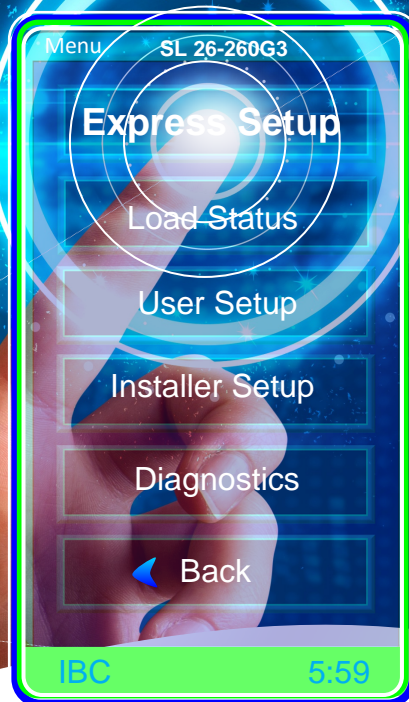 Menu SL 26-260G3
Express Setup
Load Status
User Setup
Installer Setup
Diagnostics
Back
IBC 5:59